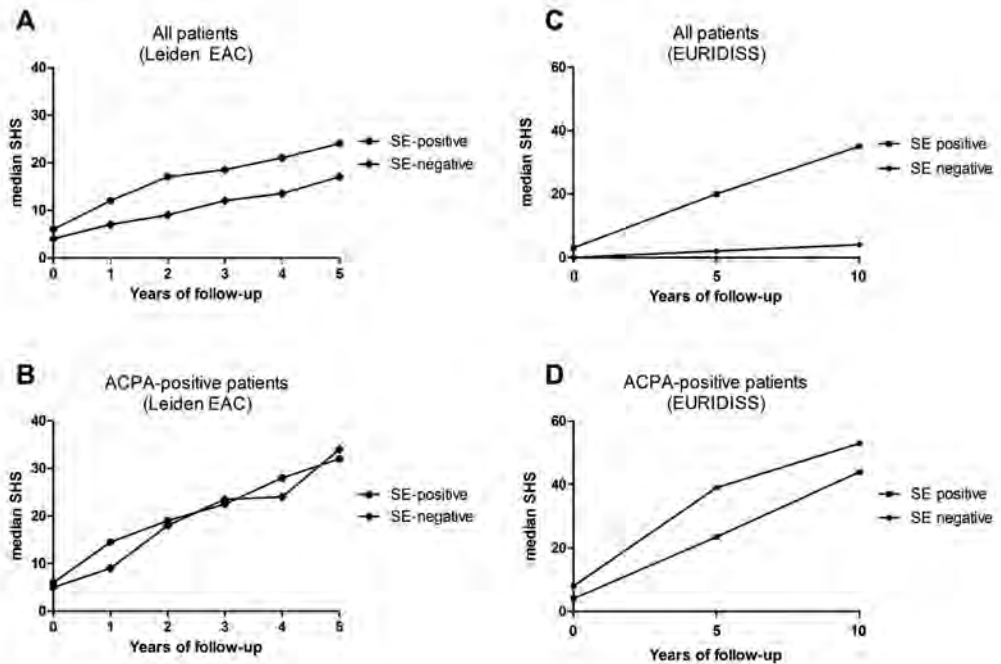 A
All patients
(Leiden EAC)
40
30
20
10
0
median SHS
0 1 2 3 4 5
Years of follow-up
SE-positive
SE-negative
C
All patients
(EURIDISS)
60
40
20
0
median SHS
0 5 10
Years of follow-up
SE positive
SE negative
B
ACPA-positive patients
(Leiden EAC)
40
30
20
10
0
median SHS
0 1 2 3 4 5
Years of follow-up
SE-positive
SE-negative
D
ACPA-positive patients
(EURIDISS)
60
40
20
0
median SHS
0 5 10
Years of follow-up
SE positive
SE negative